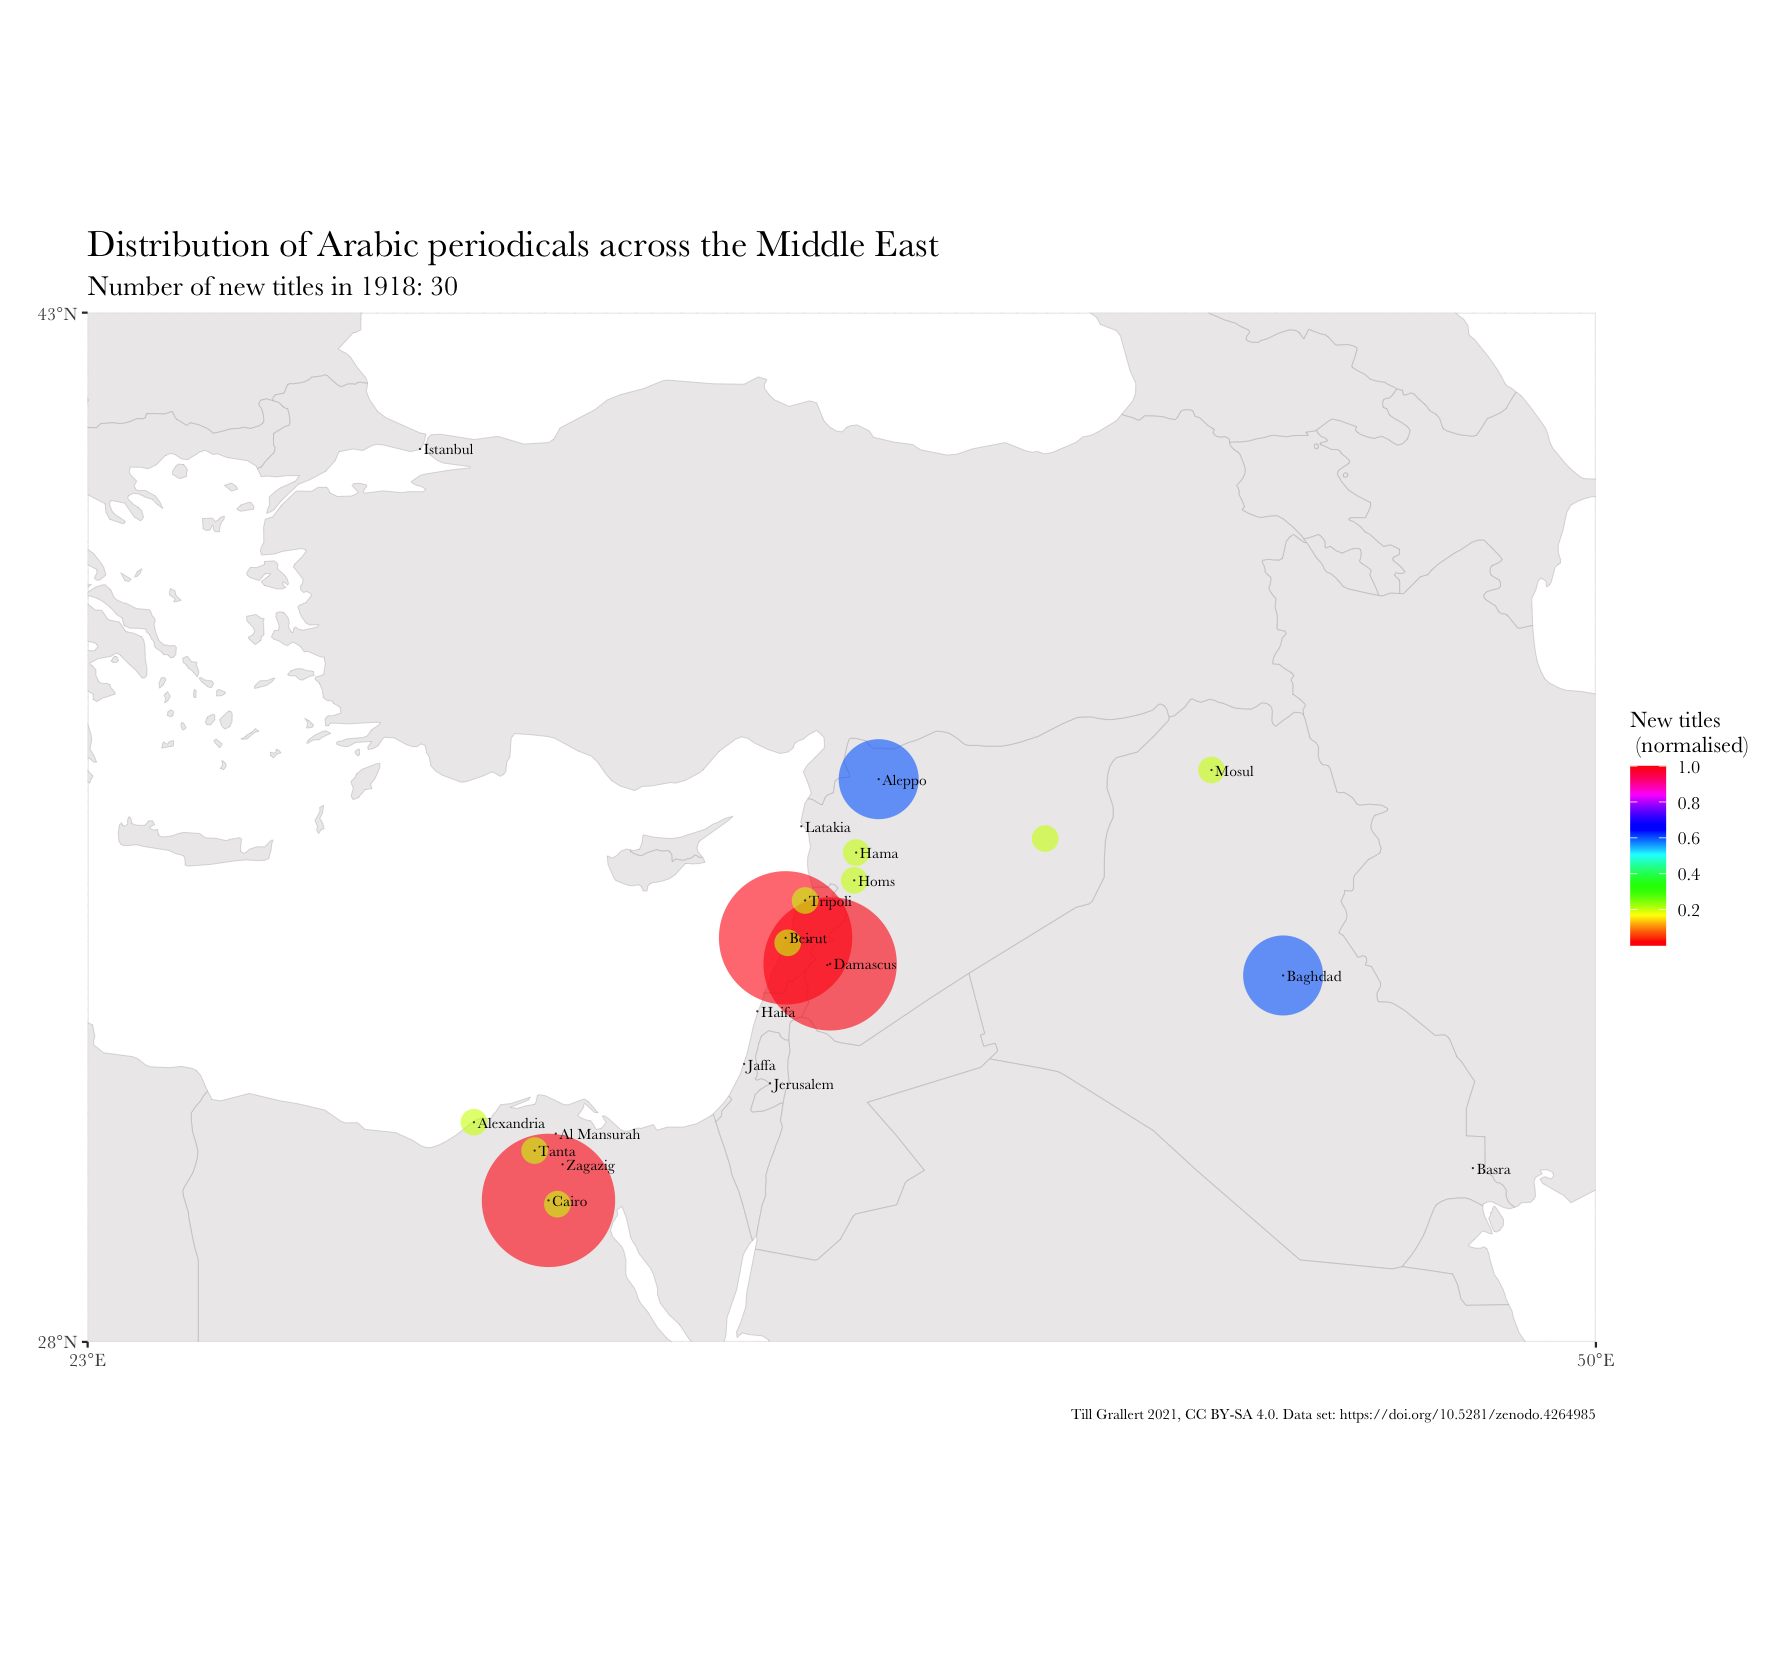 Distribution of Arabic periodicals across the Middle East
Number of new titles in 1918: 30
43°N
Istanbul
New titles
(normalised)
1.0
0.8
0.6
0.4
0.2
Mosul
Aleppo
Latakia
Hama
Homs
Tripoli
Beirut
Damascus
Baghdad
Haifa
Jaffa
Jerusalem
Alexandria
Al Mansurah
Tanta
Zagazig
Basra
Cairo
28°N
23°E
50°E
Till Grallert 2021, CC BY-SA 4.0. Data set: https://doi.org/10.5281/zenodo.4264985